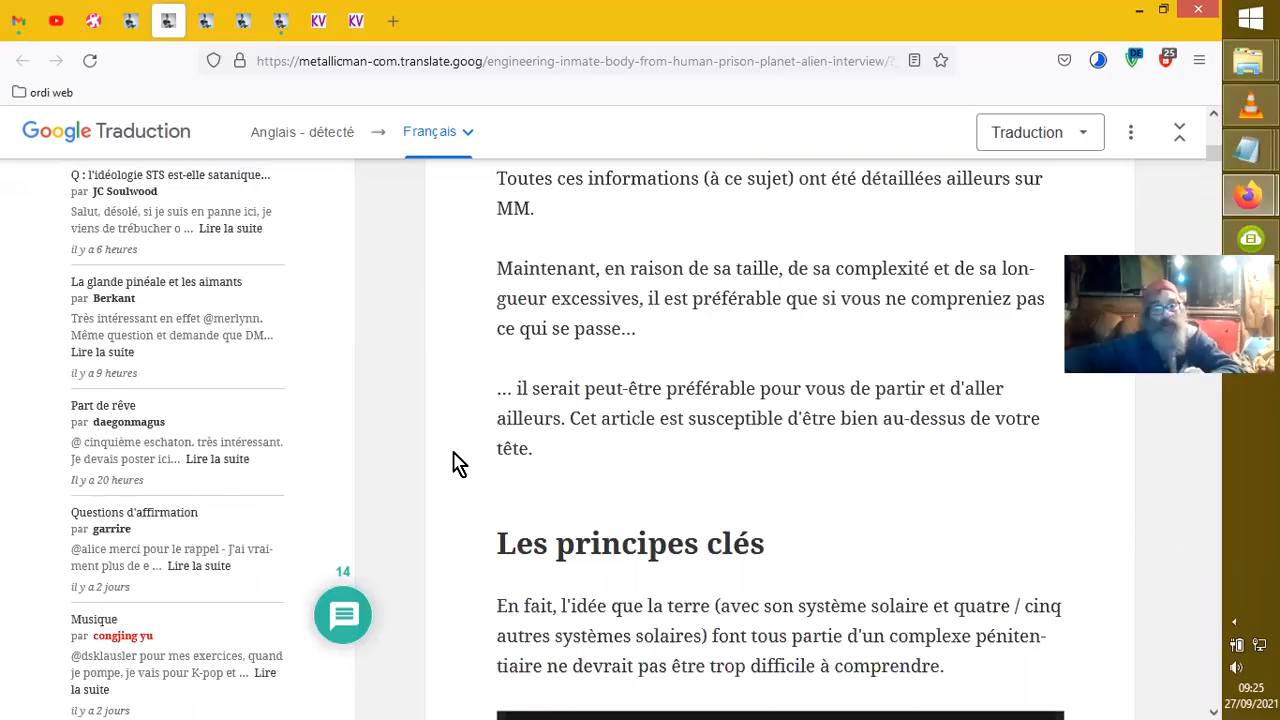 KV
KV
https://metallicman-com.translate.goog/engineering-inmate-body-from-human-prison-planet-alien-interview/?
DE
25
ordi web
Google Traduction
Anglais - détecté
Français
Traduction
Q : l'idéologie STS est-elle satanique...
par JC Soulwood
Salut, désolé, si je suis en panne ici, je
viens de trébucher o ... Lire la suite
il y a 6 heures
La glande pinéale et les aimants
par Berkant
Très intéressant en effet @merlynn.
Même question et demande que DM...
Lire la suite
il y a 9 heures
Part de rêve
par daegonmagus
@ cinquième eschaton. très intéressant.
Je devais poster ici... Lire la suite
Il y a 20 heures
Questions d'affirmation
par garrire
@alice merci pour le rappel - J'ai vrai-
ment plus de e ... Lire la suite
il y a 2 jours
Musique
par congjing yu
@dsklausler pour mes exercices, quand
je pompe, je vais pour K-pop et ... Lire
la suite
il y a 2 jours
14
Toutes ces informations (à ce sujet) ont été détaillées ailleurs sur
MM.
Maintenant, en raison de sa taille, de sa complexité et de sa lon-
gueur excessives, il est préférable que si vous ne compreniez pas
ce qui se passe...
... il serait peut-être préférable pour vous de partir et d'aller
ailleurs. Cet article est susceptible d'être bien au-dessus de votre
tête.
Les principes clés
En fait, l'idée que la terre (avec son système solaire et quatre / cinq
autres systèmes solaires) font tous partie d'un complexe péniten-
tiaire ne devrait pas être trop difficile à comprendre.
09:25
27/09/2021